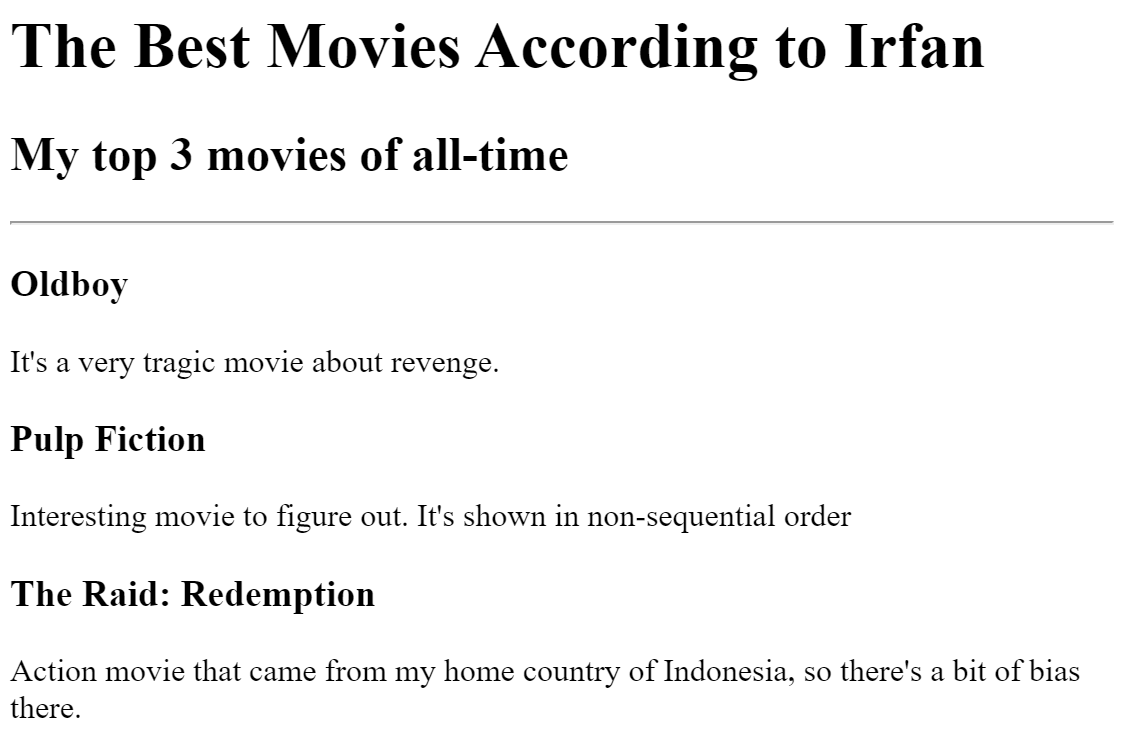 The Best Movies According to Irfan
My top 3 movies of all-time
Oldboy
It's a very tragic movie about revenge.
Pulp Fiction
Interesting movie to figure out. It's shown in non-sequential order
The Raid: Redemption
Action movie that came from my home country of Indonesia, so there's a bit of bias
there.